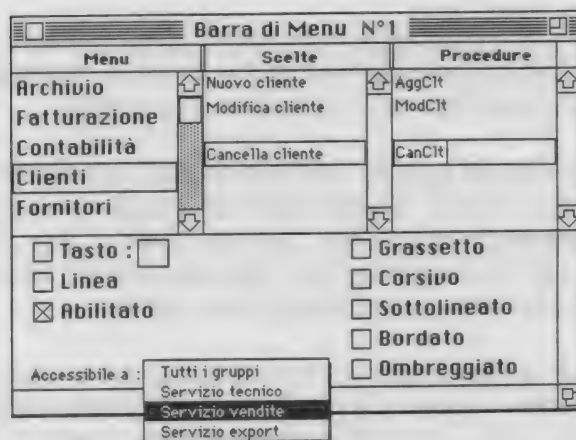 Barra di Menu N°1
Menu Scelte Procedure
Archivio
Fatturazione
Contabilità
Clienti
Fornitori
Nuovo cliente
Modifica cliente
Cancella cliente
AggClt
ModClt
CanClt
Tasto :
Linea
Abilitato
Grassetto
Corsivo
Sottolineato
Bordato
Ombreggiato
Accessibile a :
Tutti i gruppi
Servizio tecnico
Servizio vendite
Servizio export